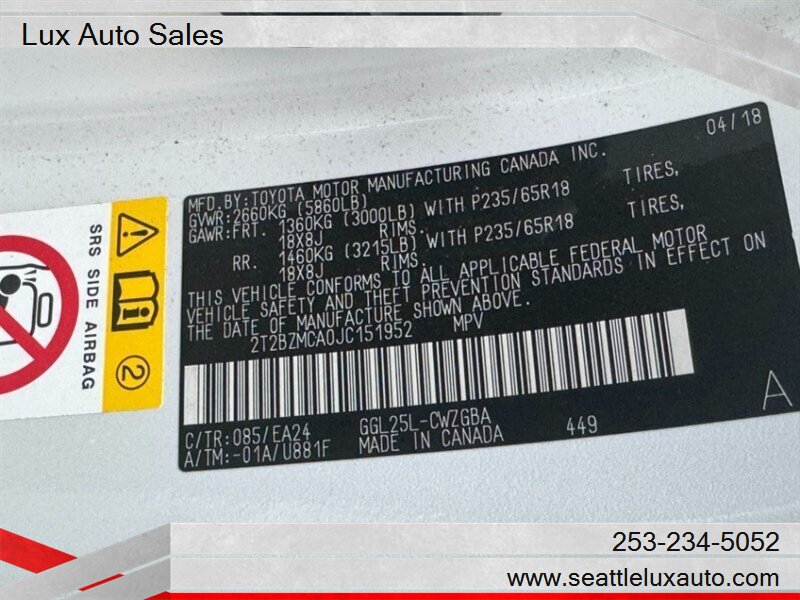 Lux Auto Sales
04/18
MFD. BY: TOYOTA MOTOR MANUFACTURING CANADA INC.
GVWR: 2660KG (5860LB)
GAWR: FRT. 1360KG (3000LB) WITH P235/65R18 TIRES,
18X8J RIMS.
RR. 1460KG (3215LB) WITH P235/65R18 TIRES,
18X8J RIMS.
THIS VEHICLE CONFORMS TO ALL APPLICABLE FEDERAL MOTOR
VEHICLE SAFETY AND THEFT PREVENTION STANDARDS IN EFFECT ON
THE DATE OF MANUFACTURE SHOWN ABOVE.
2T2BZMCA0JC151952 MPV
C/TR: 085/EA24 GGL25L-CWZGBA
A/TM: -01A/U881F MADE IN CANADA 449
A
SRS SIDE AIRBAG
2
253-234-5052
www.seattleluxauto.com